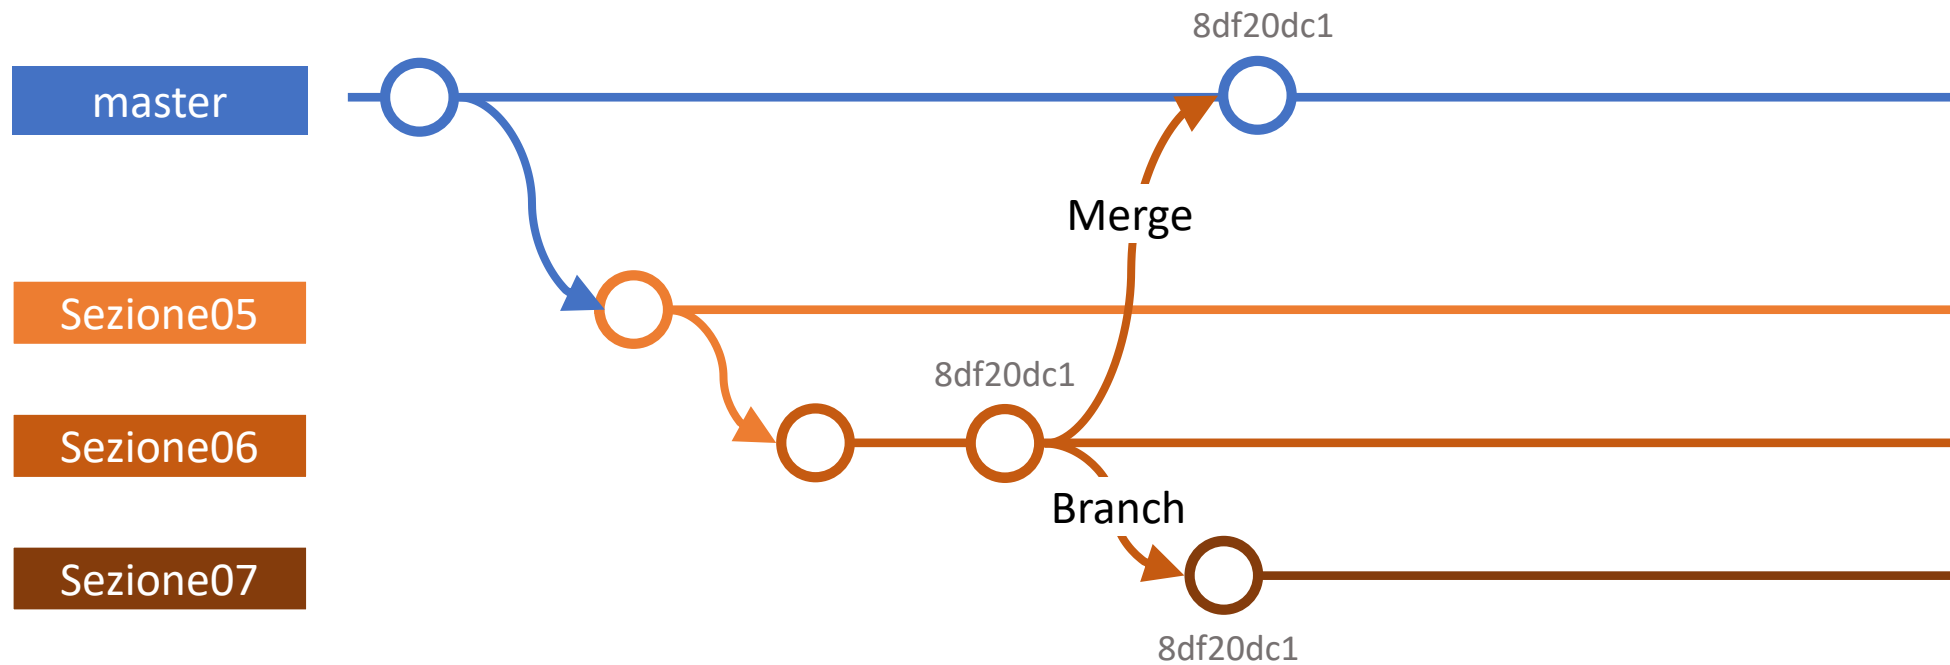 8df20dc1
master
Merge
Sezione05
8df20dc1
Sezione06
Branch
Sezione07
8df20dc1